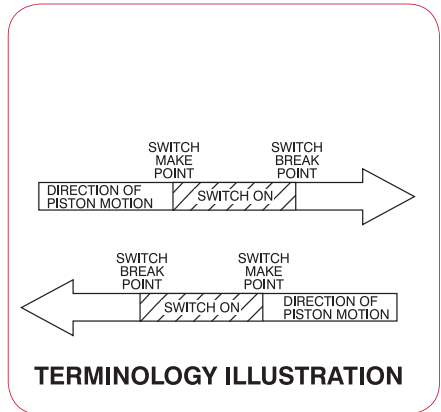 SWITCH
MAKE
POINT
SWITCH
BREAK
POINT
DIRECTION OF
PISTON MOTION
SWITCH ON
SWITCH
BREAK
POINT
SWITCH
MAKE
POINT
SWITCH ON
DIRECTION OF
PISTON MOTION
TERMINOLOGY ILLUSTRATION